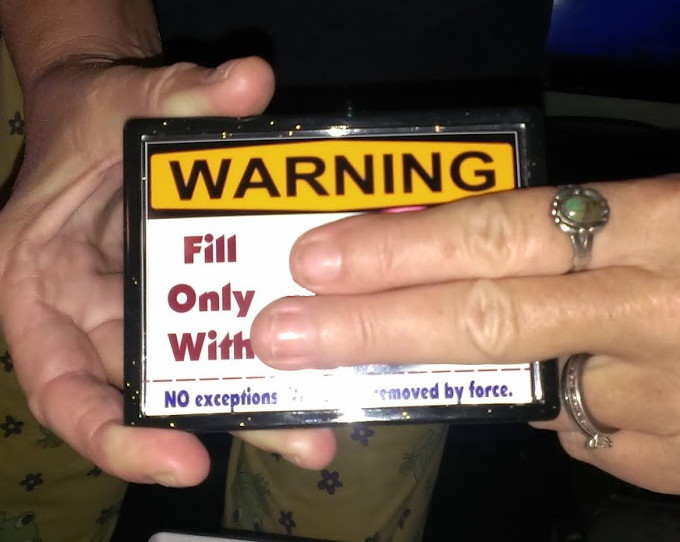 WARNING
Fill
Only
With
NO exceptions removed by force.